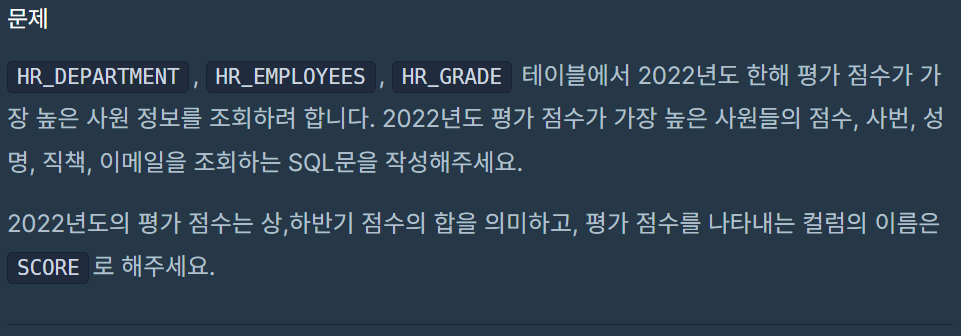 문제
HR_DEPARTMENT, HR_EMPLOYEES, HR_GRADE 테이블에서 2022년도 한해 평가 점수가 가
장 높은 사원 정보를 조회하려 합니다. 2022년도 평가 점수가 가장 높은 사원들의 점수, 사번, 성
명, 직책, 이메일을 조회하는 SQL문을 작성해주세요.
2022년도의 평가 점수는 상,하반기 점수의 합을 의미하고, 평가 점수를 나타내는 컬럼의 이름은
SCORE로 해주세요.